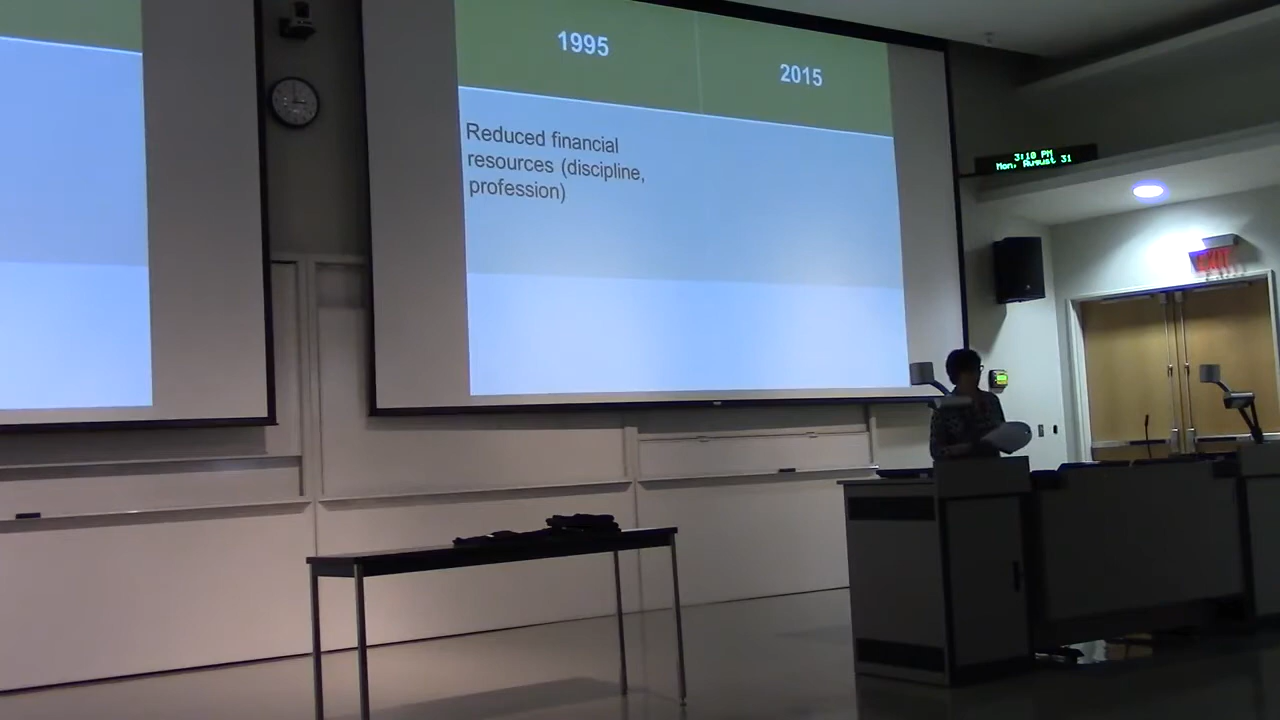 1995
2015
Reduced financial
resources (discipline,
profession)
3:10 PM
Mon, August 31
EXIT